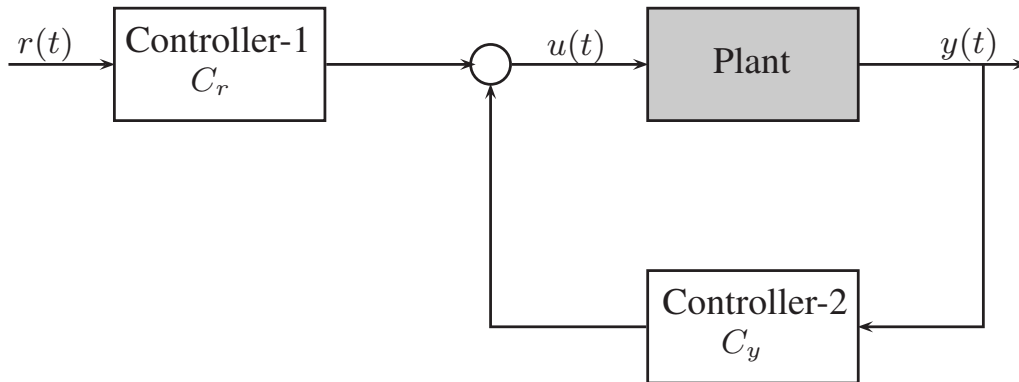 r(t)
Controller-1
C_r
u(t)
Plant
y(t)
Controller-2
C_y